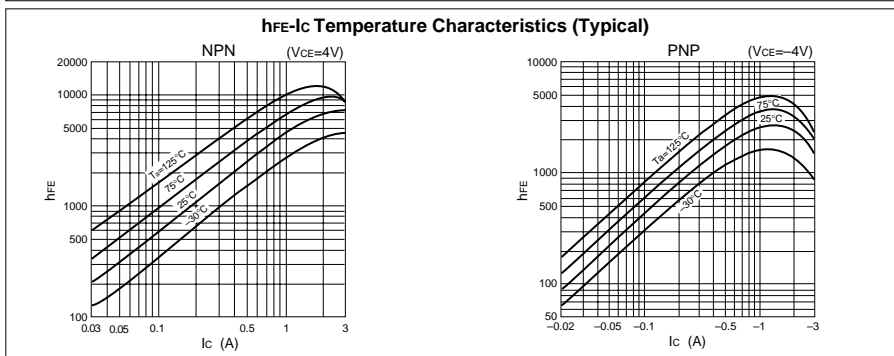 hFE-IC Temperature Characteristics (Typical)
NPN (VCE=4V)
20000
10000
5000
1000
500
100
hFE
Ta=125°C
75°C
25°C
–30°C
0.03 0.05 0.1 0.5 1 3
IC (A)
PNP (VCE=–4V)
10000
5000
1000
500
100
50
hFE
Ta=125°C
75°C
25°C
–30°C
–0.02 –0.05 –0.1 –0.5 –1 –3
IC (A)